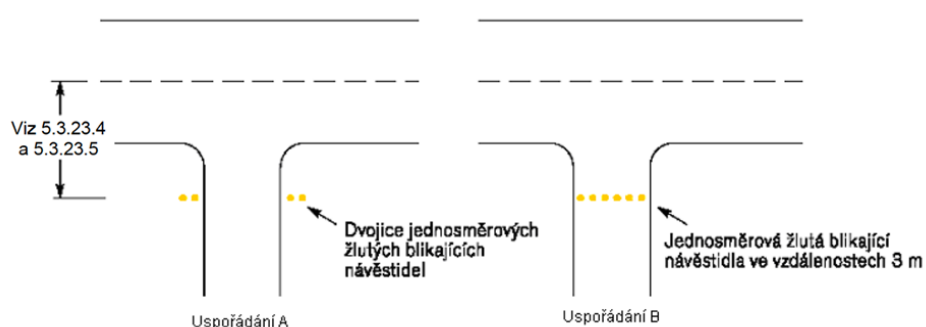 Viz 5.3.23.4
a 5.3.23.5
Dvojice jednosměrových
žlutých blikajících
návěstidel
Uspořádání A
Jednosměrová žlutá blikající
návěstidla ve vzdálenostech 3 m
Uspořádání B